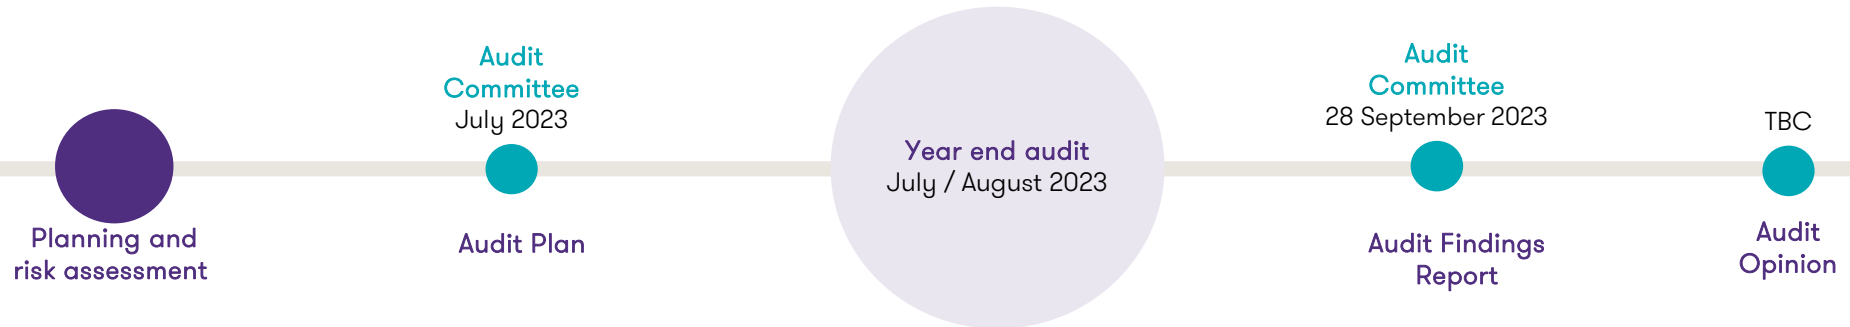 Planning and
risk assessment
Audit
Committee
July 2023
Audit Plan
Year end audit
July / August 2023
Audit
Committee
28 September 2023
Audit Findings
Report
TBC
Audit
Opinion